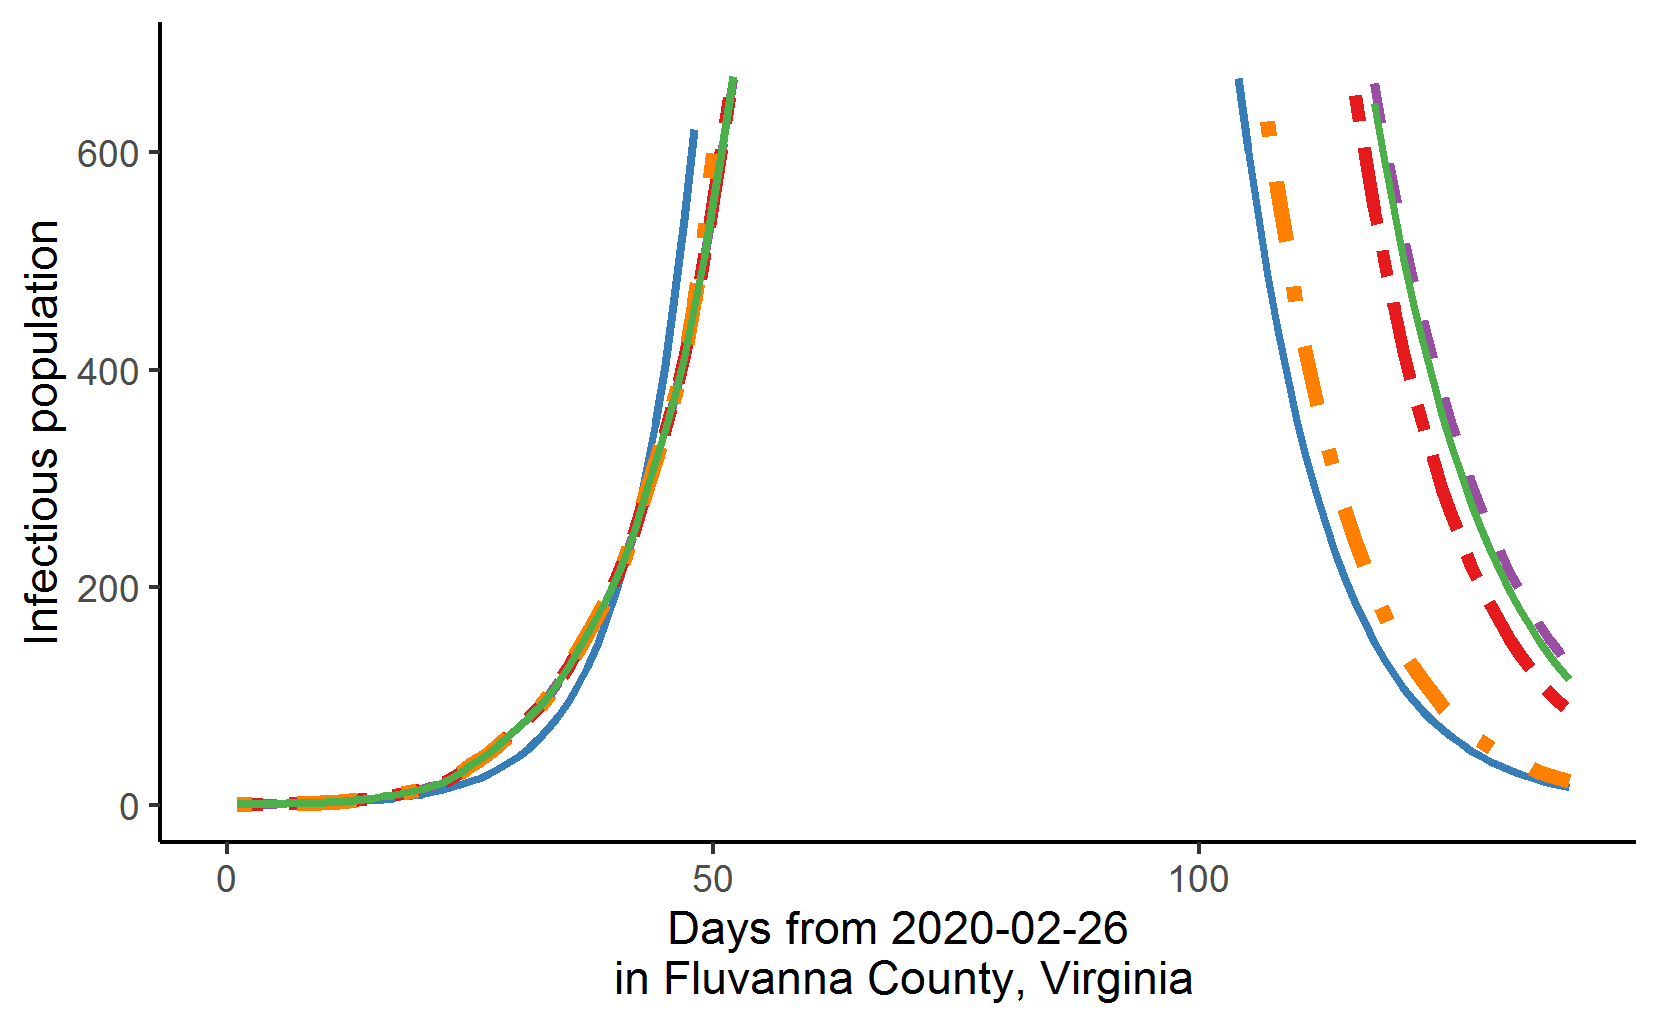 Infectious population
600
400
200
0
0 50 100
Days from 2020-02-26
in Fluvanna County, Virginia